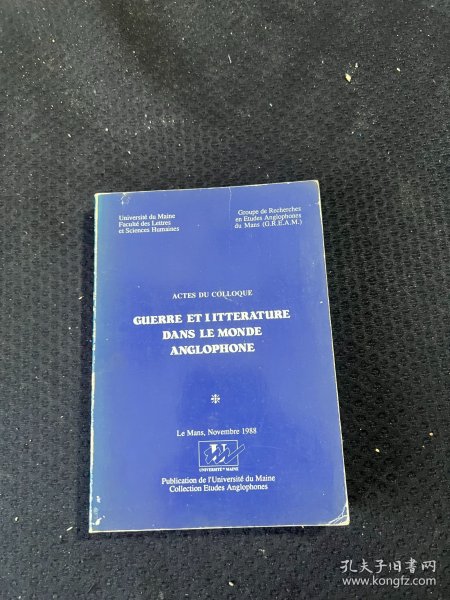 Université du Maine
Faculté des Lettres
et Sciences Humaines
Groupe de Recherches
en Etudes Anglophones
du Mans (G.R.E.A.M.)
ACTES DU COLLOQUE
GUERRE ET LITTERATURE
DANS LE MONDE
ANGLOPHONE
Le Mans, Novembre 1988
UNIVERSITÉ DU MAINE
Publication de l'Université du Maine
Collection Etudes Anglophones
孔夫子旧书网
www.kongfz.com